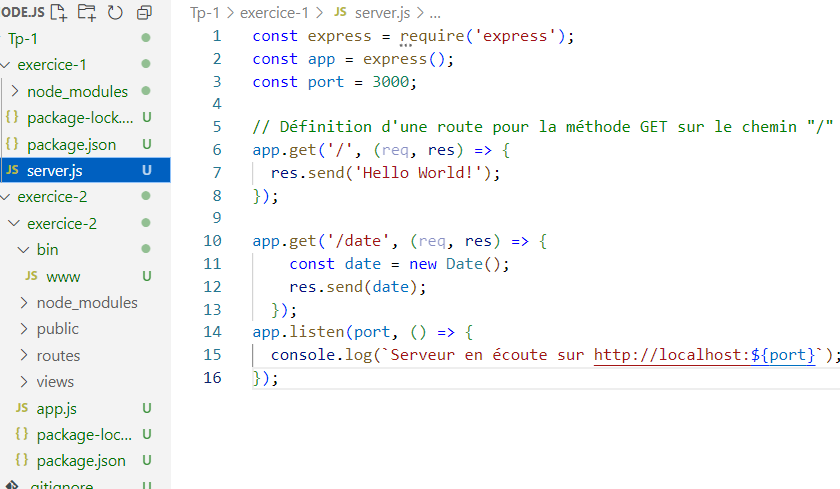 ODE.JS
Tp-1
exercice-1
node_modules
package-lock.... U
package.json U
JS server.js U
exercice-2
exercice-2
bin
JS www U
node_modules
public
routes
views
JS app.js U
package-loc... U
package.json U
.gitignore U
Tp-1 > exercice-1 > JS server.js > ...
1 const express = require('express');
2 const app = express();
3 const port = 3000;
4
5 // Définition d'une route pour la méthode GET sur le chemin "/"
6 app.get('/', (req, res) => {
7 res.send('Hello World!');
8 });
9
10 app.get('/date', (req, res) => {
11 const date = new Date();
12 res.send(date);
13 });
14 app.listen(port, () => {
15 console.log(`Serveur en écoute sur http://localhost:${port}`);
16 });